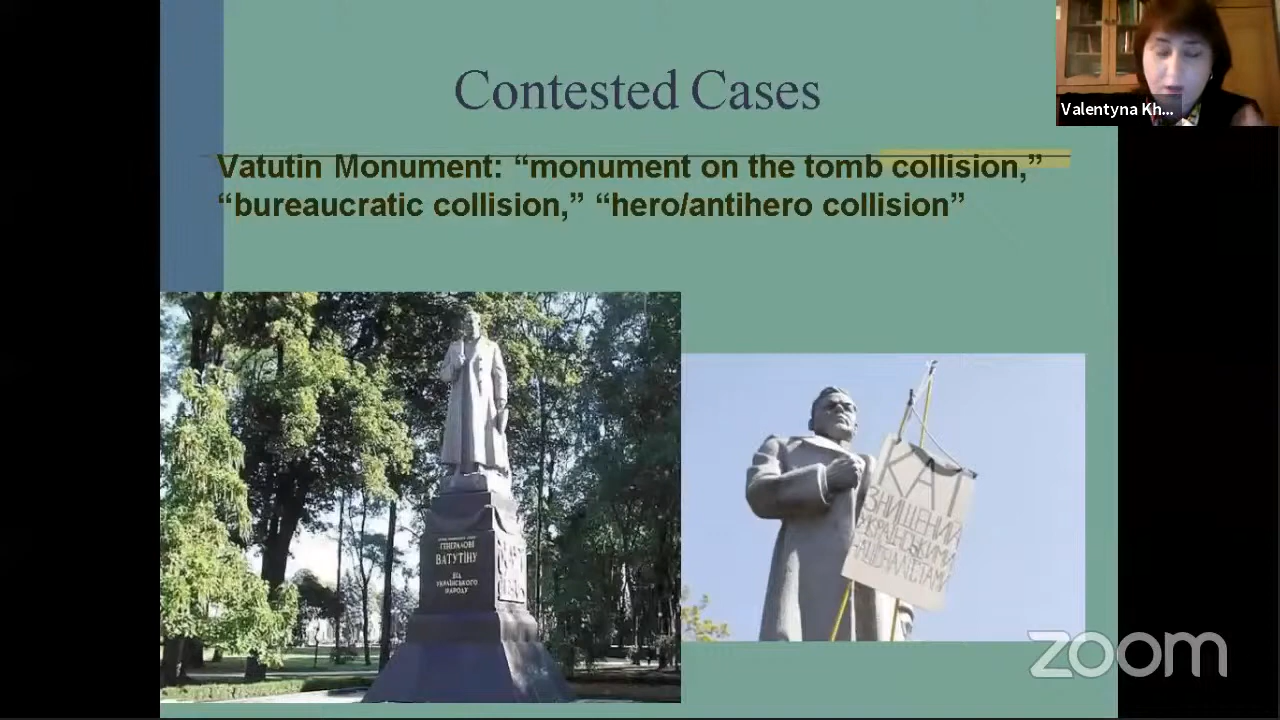 Contested Cases
Valentyna Kh...
Vatutin Monument: “monument on the tomb collision,”
“bureaucratic collision,” “hero/antihero collision”
ГЕНЕРАЛОВІ
ВАТУТІНУ
ВІД
УКРАЇНСЬКОГО
НАРОДУ
КАТ
ЗНИЩЕНИЙ
УКРАЇНСЬКИМИ
НАЦІОНАЛІСТАМИ
zoom